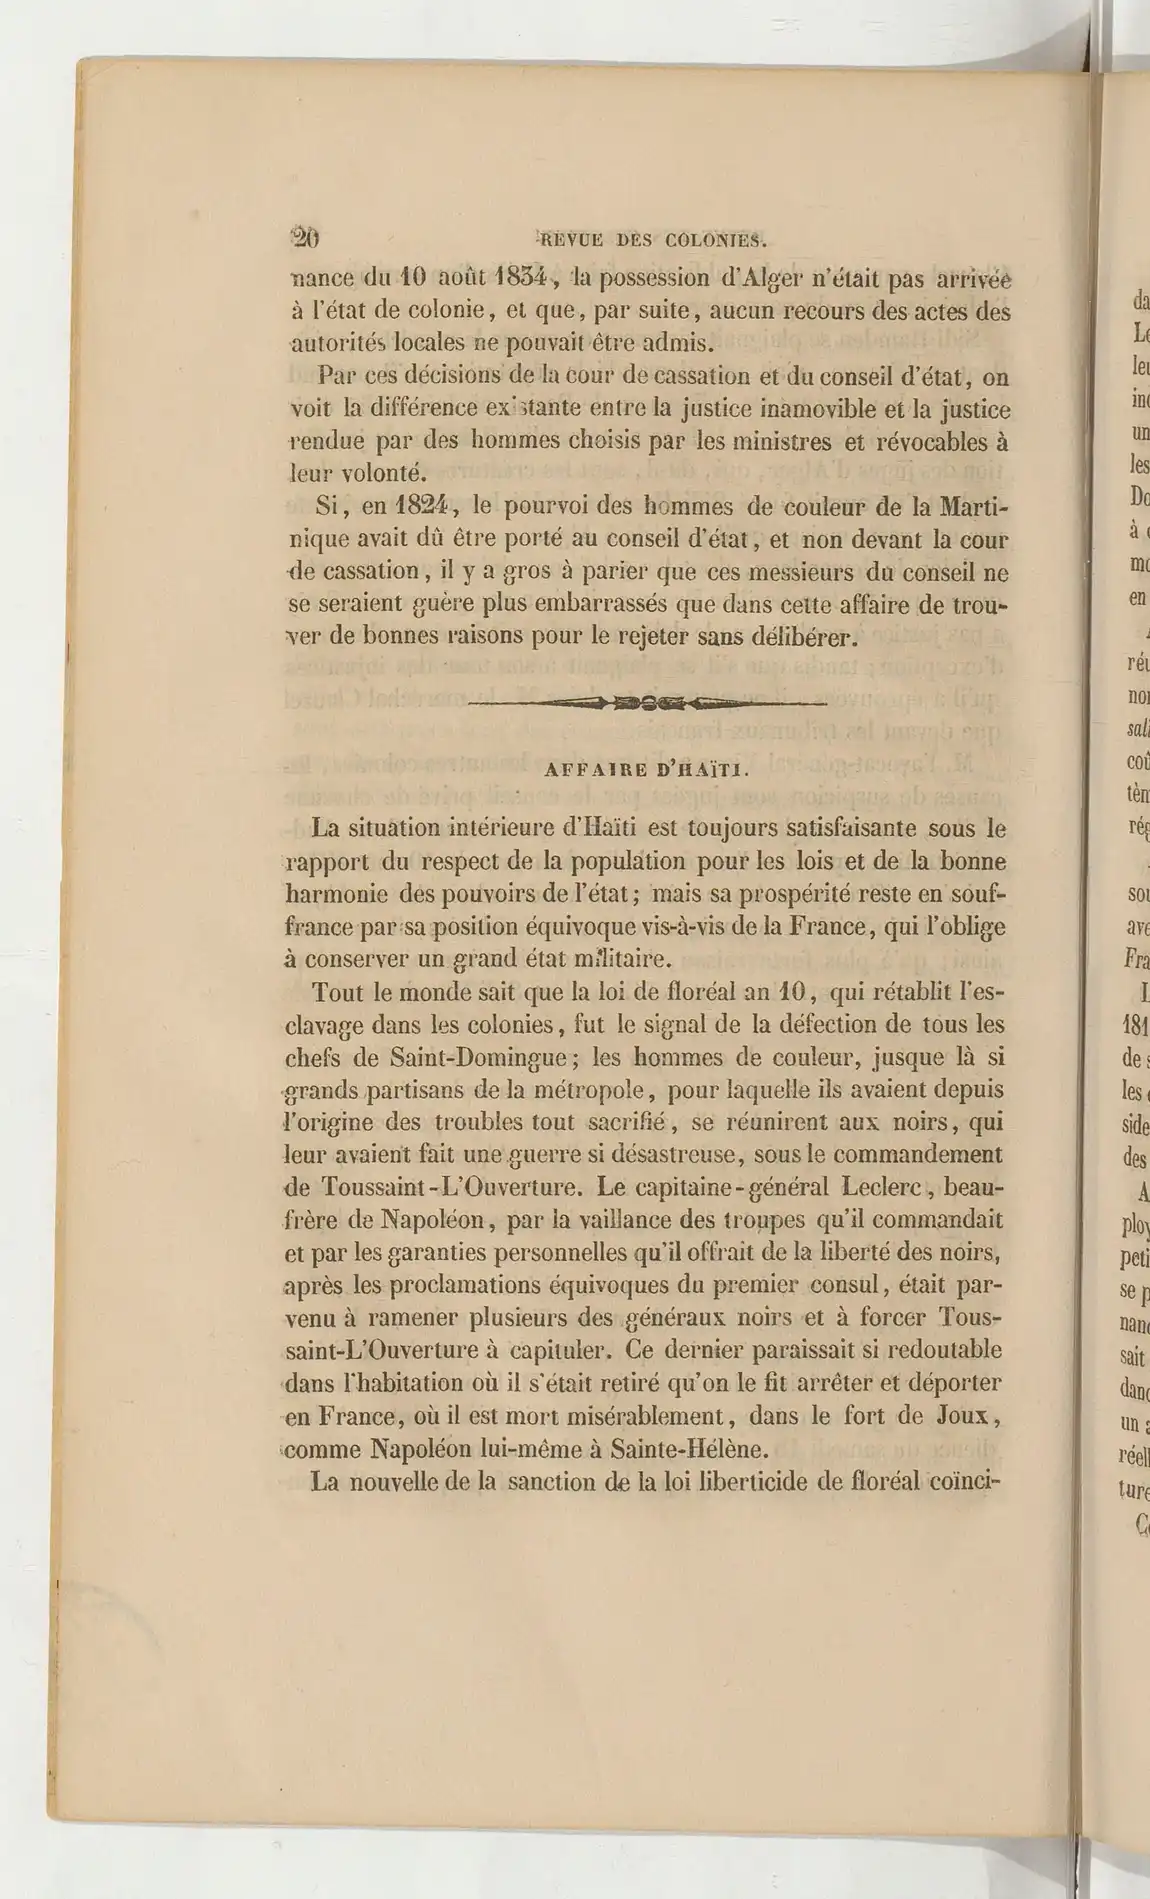 20 REVUE DES COLONIES.
nance du 10 août 1834, la possession d'Alger n'était pas arrivée
à l'état de colonie, et que, par suite, aucun recours des actes des
autorités locales ne pouvait être admis.
Par ces décisions de la cour de cassation et du conseil d'état, on
voit la différence existante entre la justice inamovible et la justice
rendue par des hommes choisis par les ministres et révocables à
leur volonté.
Si, en 1824, le pourvoi des hommes de couleur de la Marti-
nique avait dû être porté au conseil d'état, et non devant la cour
de cassation, il y a gros à parier que ces messieurs du conseil ne
se seraient guère plus embarrassés que dans cette affaire de trou-
ver de bonnes raisons pour le rejeter sans délibérer.
AFFAIRE D'HAÏTI.
La situation intérieure d'Haïti est toujours satisfaisante sous le
rapport du respect de la population pour les lois et de la bonne
harmonie des pouvoirs de l'état; mais sa prospérité reste en souf-
france par sa position équivoque vis-à-vis de la France, qui l'oblige
à conserver un grand état militaire.
Tout le monde sait que la loi de floréal an 10, qui rétablit l'es-
clavage dans les colonies, fut le signal de la défection de tous les
chefs de Saint-Domingue; les hommes de couleur, jusque là si
grands partisans de la métropole, pour laquelle ils avaient depuis
l'origine des troubles tout sacrifié, se réunirent aux noirs, qui
leur avaient fait une guerre si désastreuse, sous le commandement
de Toussaint-L'Ouverture. Le capitaine-général Leclerc, beau-
frère de Napoléon, par la vaillance des troupes qu'il commandait
et par les garanties personnelles qu'il offrait de la liberté des noirs,
après les proclamations équivoques du premier consul, était par-
venu à ramener plusieurs des généraux noirs et à forcer Tous-
saint-L'Ouverture à capituler. Ce dernier paraissait si redoutable
dans l'habitation où il s'était retiré qu'on le fit arrêter et déporter
en France, où il est mort misérablement, dans le fort de Joux,
comme Napoléon lui-même à Sainte-Hélène.
La nouvelle de la sanction de la loi liberticide de floréal coïnci-